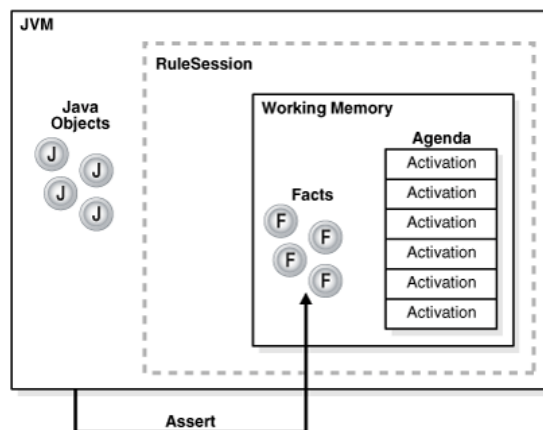 JVM
RuleSession
Java
Objects
J
J
J
J
Working Memory
Facts
F
F
F
F
Agenda
Activation
Activation
Activation
Activation
Activation
Activation
Assert